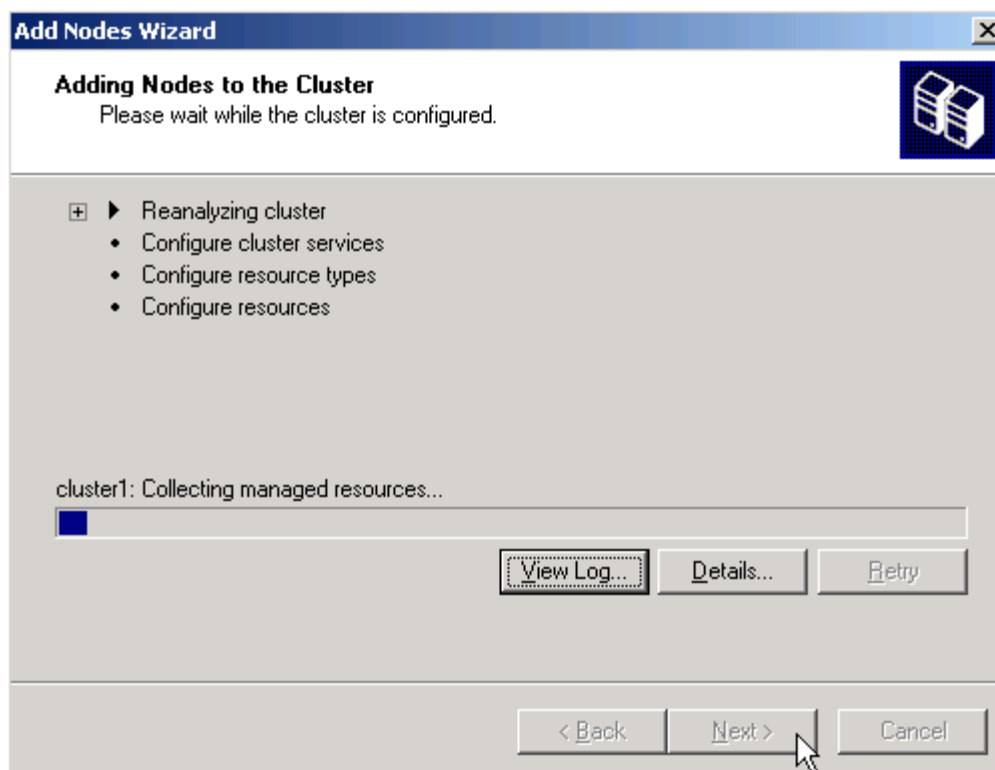 Add Nodes Wizard
Adding Nodes to the Cluster
Please wait while the cluster is configured.
Reanalyzing cluster
Configure cluster services
Configure resource types
Configure resources
cluster1: Collecting managed resources...
View Log... Details... Retry
< Back Next > Cancel